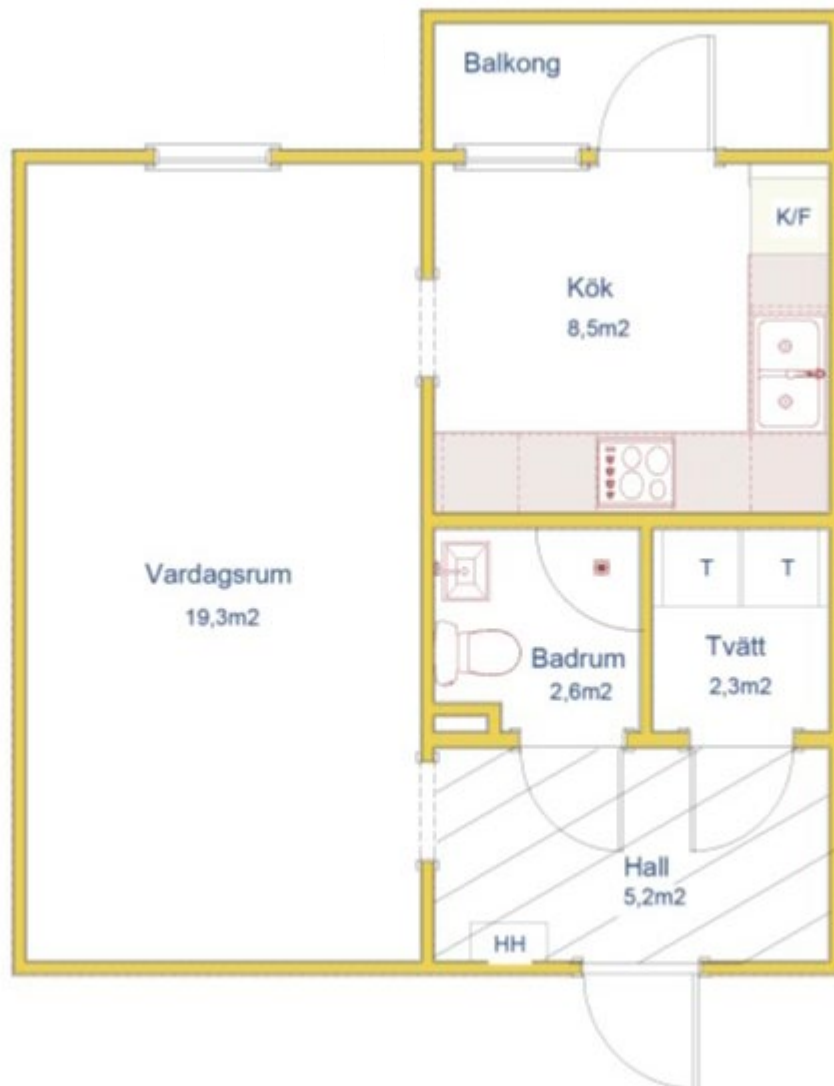 Balkong
K/F
Kök
8,5m2
Vardagsrum
19,3m2
T T
Badrum
2,6m2
Tvätt
2,3m2
Hall
5,2m2
HH